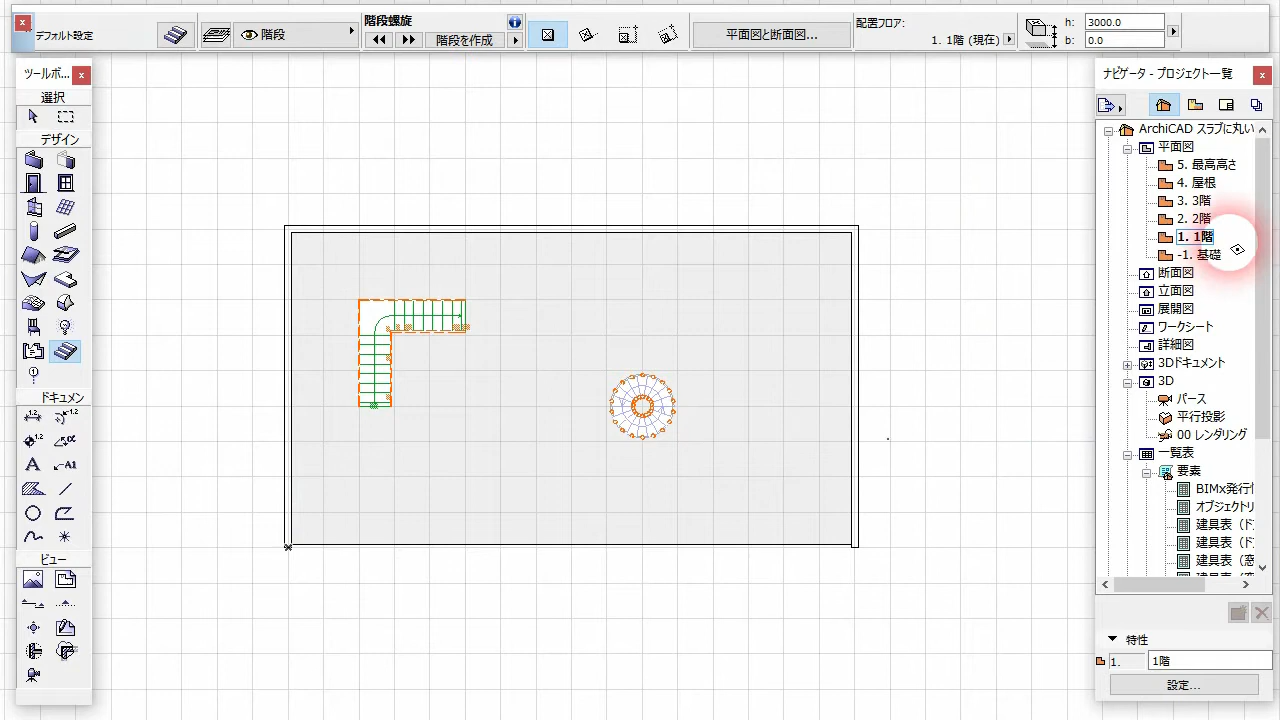 デフォルト設定
階段
階段螺旋
階段を作成
平面図と断面図...
配置フロア:
1. 1階 (現在)
h: 3000.0
b: 0.0
ツールボ...
選択
デザイン
ドキュメン
ビュー
ナビゲータ - プロジェクト一覧
ArchiCAD スラブに丸い
平面図
5. 最高高さ
4. 屋根
3. 3階
2. 2階
1. 1階
-1. 基礎
断面図
立面図
展開図
ワークシート
詳細図
3Dドキュメント
3D
パース
平行投影
00 レンダリング
一覧表
要素
BIMx発行
オブジェクトリ
建具表（ド
建具表（ド
建具表（窓
特性
1.
1階
設定...